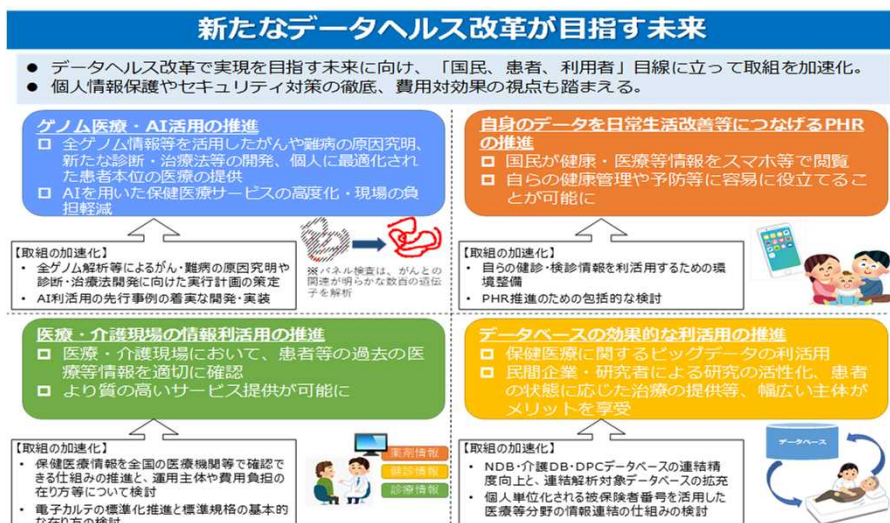 新たなデータヘルス改革が目指す未来
● データヘルス改革で実現を目指す未来に向け、「国民、患者、利用者」目線に立って取組を加速化。
● 個人情報保護やセキュリティ対策の徹底、費用対効果の視点も踏まえる。
ゲノム医療・AI活用の推進
□ 全ゲノム情報等を活用したがんや難病の原因究明、
新たな診断・治療法等の開発、個人に最適化され
た患者本位の医療の提供
□ AIを用いた保健医療サービスの高度化・現場の負
担軽減
【取組の加速化】
• 全ゲノム解析等によるがん・難病の原因究明や
診断・治療法開発に向けた実行計画の策定
• AI利活用の先行事例の着実な開発・実装
※パネル検査は、がんとの
関連が明らかな数百の遺伝
子を解析
自身のデータを日常生活改善等につなげるPHR
の推進
□ 国民が健康・医療等情報をスマホ等で閲覧
□ 自らの健康管理や予防等に容易に役立てるこ
とが可能に
【取組の加速化】
• 自らの健診・検診情報を利活用するための環
境整備
• PHR推進のための包括的な検討
医療・介護現場の情報利活用の推進
□ 医療・介護現場において、患者等の過去の医
療等情報を適切に確認
□ より質の高いサービス提供が可能に
【取組の加速化】
• 保健医療情報を全国の医療機関等で確認で
きる仕組みの推進と、運用主体や費用負担の
在り方等について検討
• 電子カルテの標準化推進と標準規格の基本的
な在り方の検討
薬剤情報
健診情報
診療情報
データベースの効果的な利活用の推進
□ 保健医療に関するビッグデータの利活用
□ 民間企業・研究者による研究の活性化、患者
の状態に応じた治療の提供等、幅広い主体が
メリットを享受
【取組の加速化】
• NDB・介護DB・DPCデータベースの連結精
度向上と、連結解析対象データベースの拡充
• 個人単位化される被保険者番号を活用した
医療等分野の情報連結の仕組みの検討
データベース